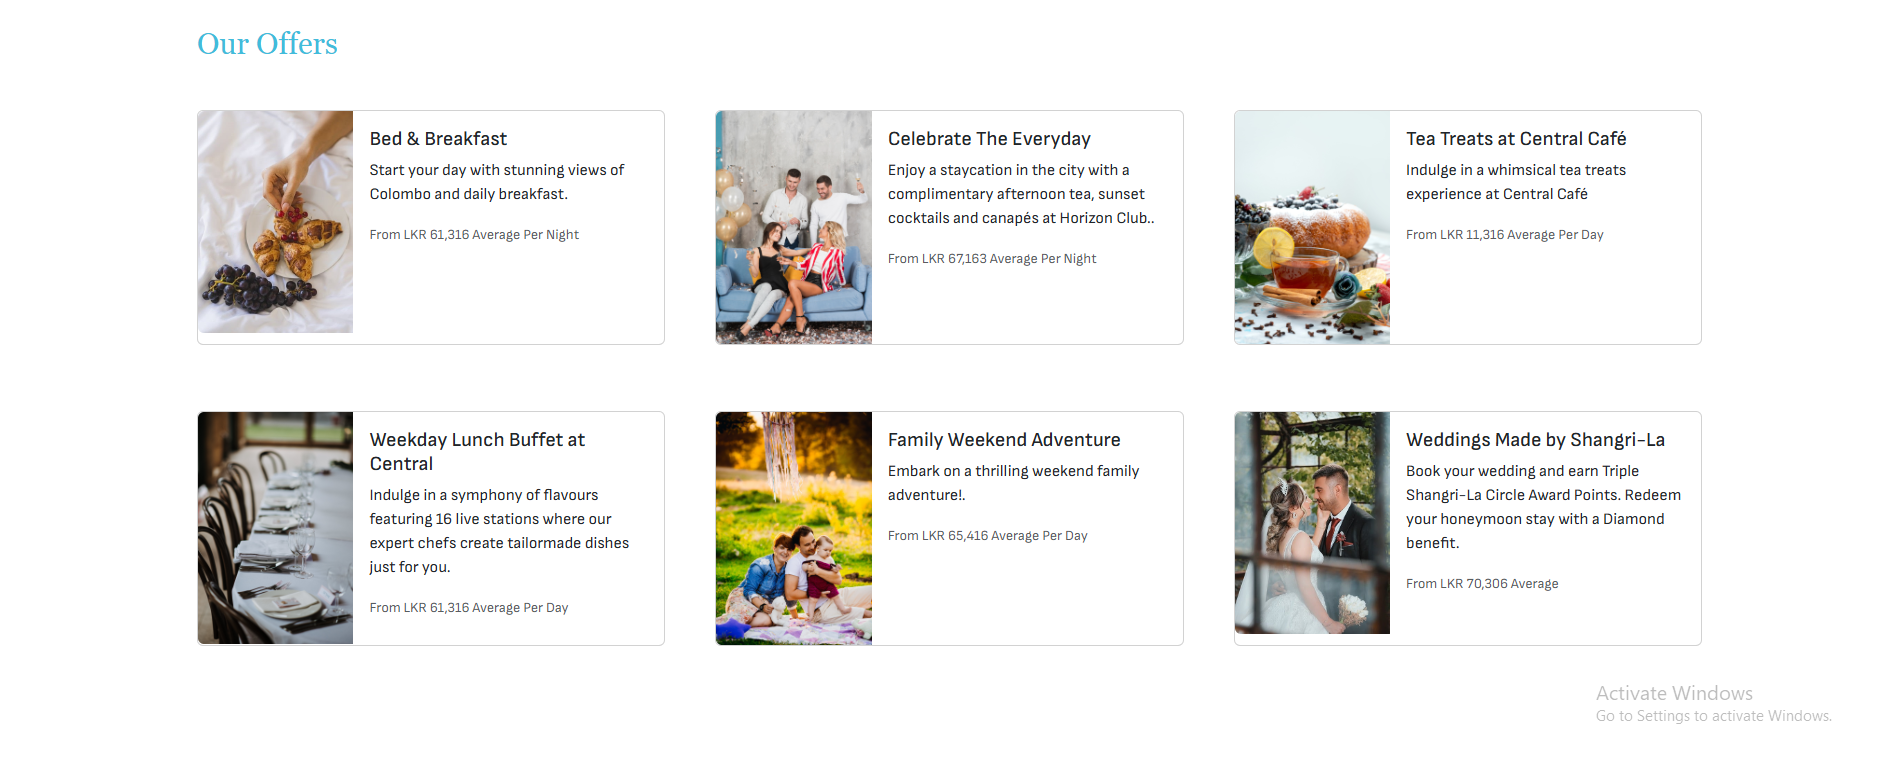 Our Offers
Bed & Breakfast
Start your day with stunning views of
Colombo and daily breakfast.
From LKR 61,316 Average Per Night
Celebrate The Everyday
Enjoy a staycation in the city with a
complimentary afternoon tea, sunset
cocktails and canapés at Horizon Club..
From LKR 67,163 Average Per Night
Tea Treats at Central Café
Indulge in a whimsical tea treats
experience at Central Café
From LKR 11,316 Average Per Day
Weekday Lunch Buffet at
Central
Indulge in a symphony of flavours
featuring 16 live stations where our
expert chefs create tailormade dishes
just for you.
From LKR 61,316 Average Per Day
Family Weekend Adventure
Embark on a thrilling weekend family
adventure!.
From LKR 65,416 Average Per Day
Weddings Made by Shangri-La
Book your wedding and earn Triple
Shangri-La Circle Award Points. Redeem
your honeymoon stay with a Diamond
benefit.
From LKR 70,306 Average
Activate Windows
Go to Settings to activate Windows.